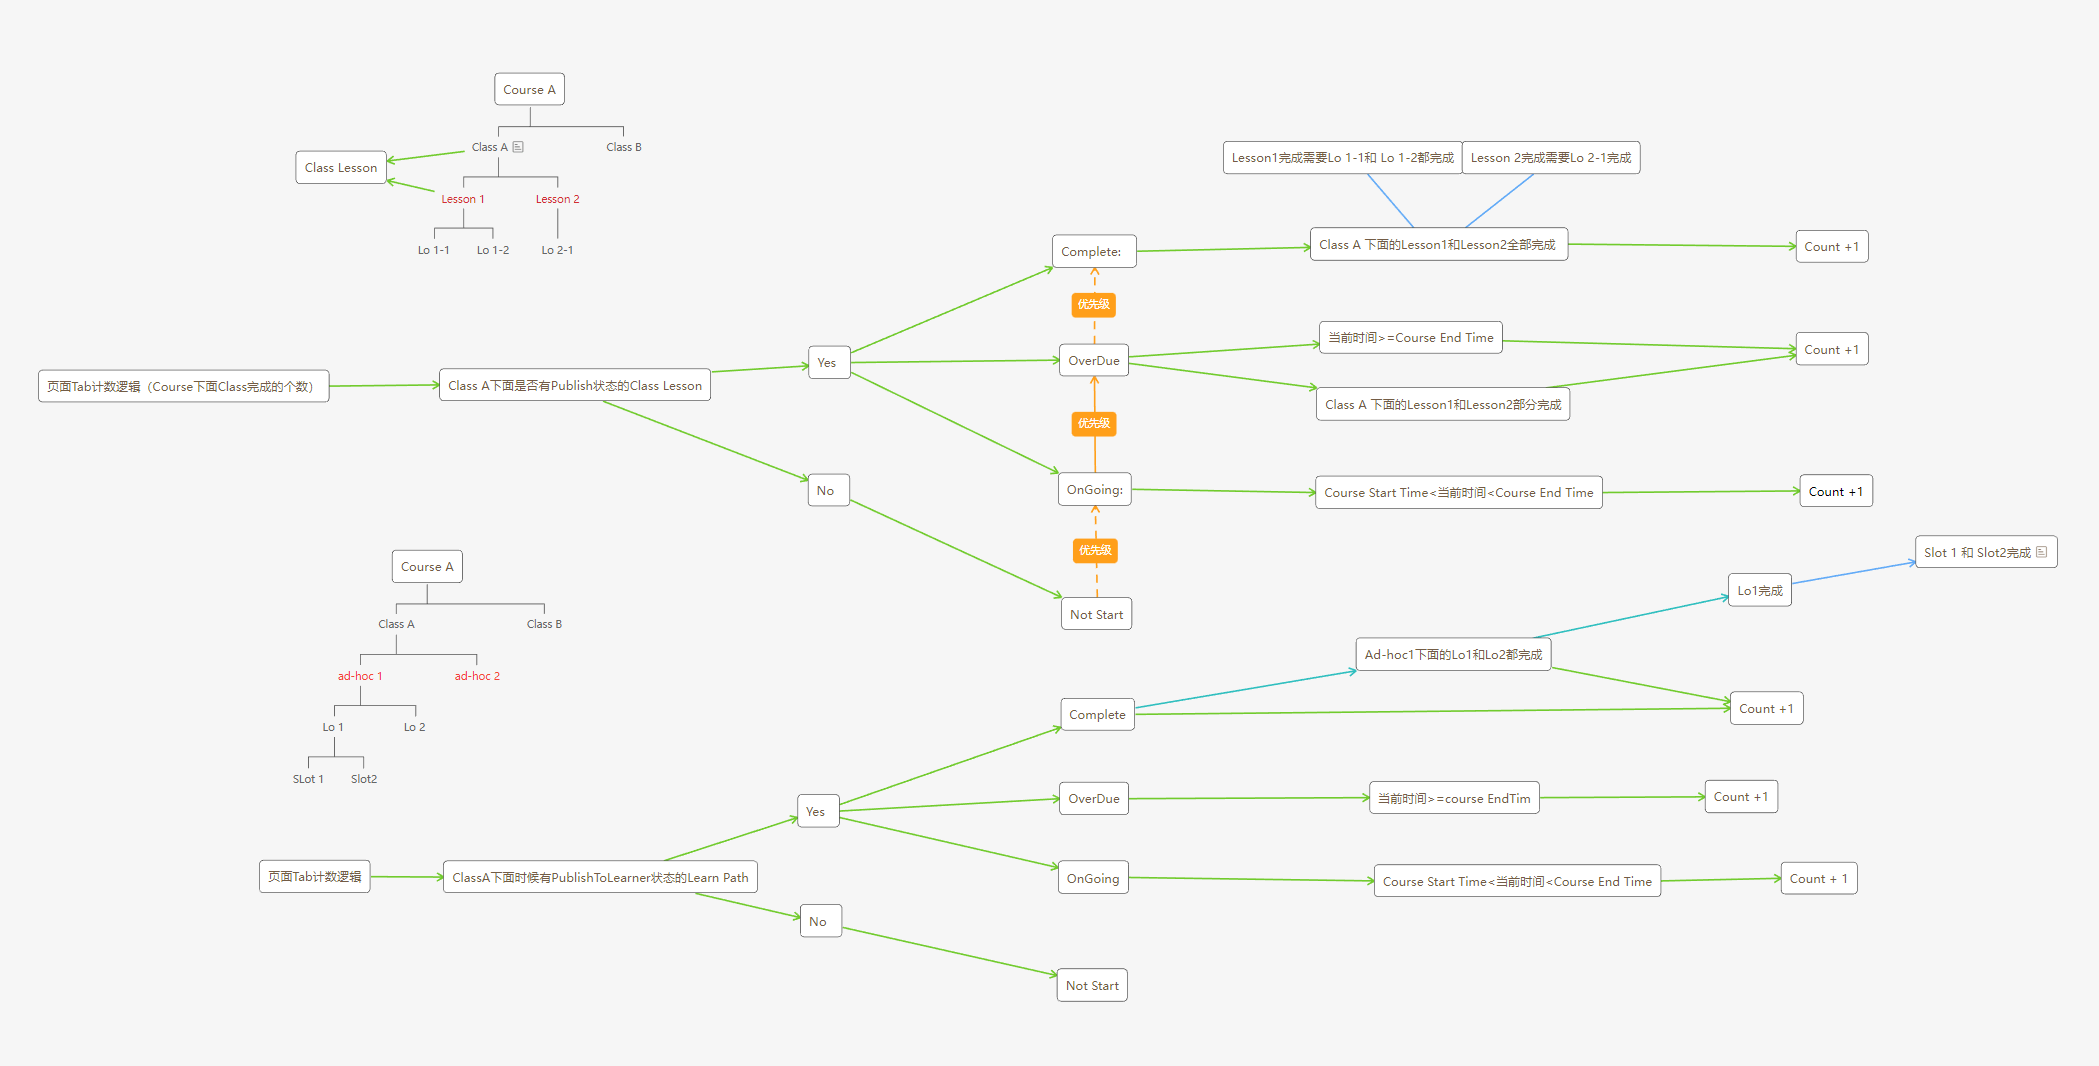 Course A
Class A
Class B
Class Lesson
Lesson 1
Lesson 2
Lo 1-1
Lo 1-2
Lo 2-1
页面Tab计数逻辑（Course下面Class完成的个数）
Class A下面是否有Publish状态的Class Lesson
Yes
No
Complete:
优先级
OverDue
优先级
OnGoing:
优先级
Not Start
Lesson1完成需要Lo 1-1和 Lo 1-2都完成
Lesson 2完成需要Lo 2-1完成
Class A 下面的Lesson1和Lesson2全部完成
Count +1
当前时间>=Course End Time
Class A 下面的Lesson1和Lesson2部分完成
Count +1
Course Start Time<当前时间<Course End Time
Count +1
Course A
Class A
Class B
ad-hoc 1
ad-hoc 2
Lo 1
Lo 2
SLot 1
Slot2
页面Tab计数逻辑
ClassA下面时候有PublishToLearner状态的Learn Path
Yes
No
Complete
Ad-hoc1下面的Lo1和Lo2都完成
Lo1完成
Slot 1 和 Slot2完成
Count +1
OverDue
当前时间>=course EndTim
Count +1
OnGoing
Course Start Time<当前时间<Course End Time
Count + 1
Not Start